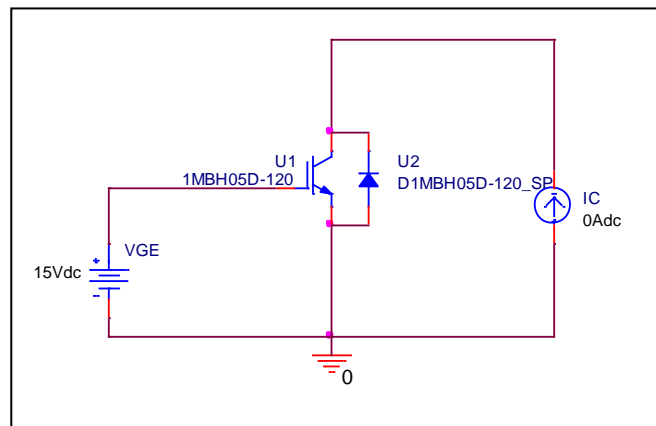 U1
1MBH05D-120
U2
D1MBH05D-120_SP
IC
0Adc
VGE
15Vdc
+
-
0